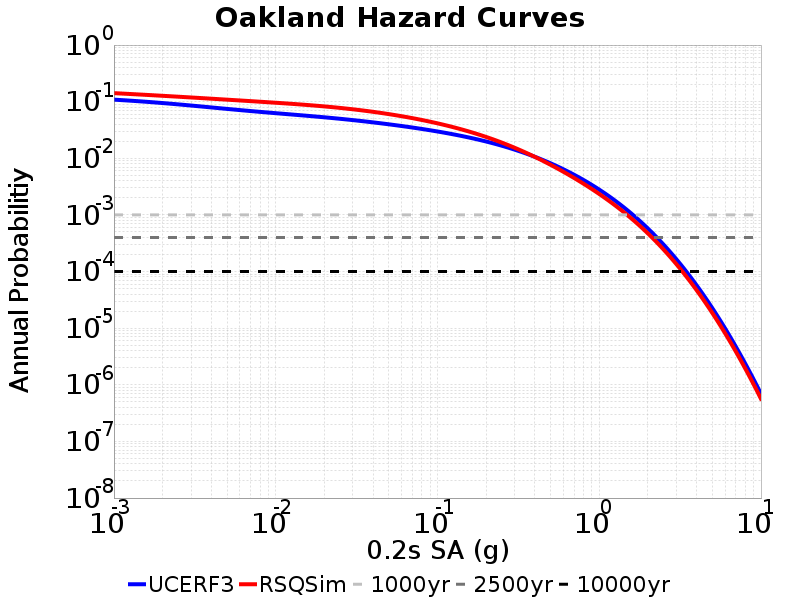 Oakland Hazard Curves
10^0
10^-1
10^-2
10^-3
10^-4
10^-5
10^-6
10^-7
10^-8
Annual Probabilitiy
10^-3 10^-2 10^-1 10^0 10^1
0.2s SA (g)
UCERF3 RSQSim 1000yr 2500yr 10000yr